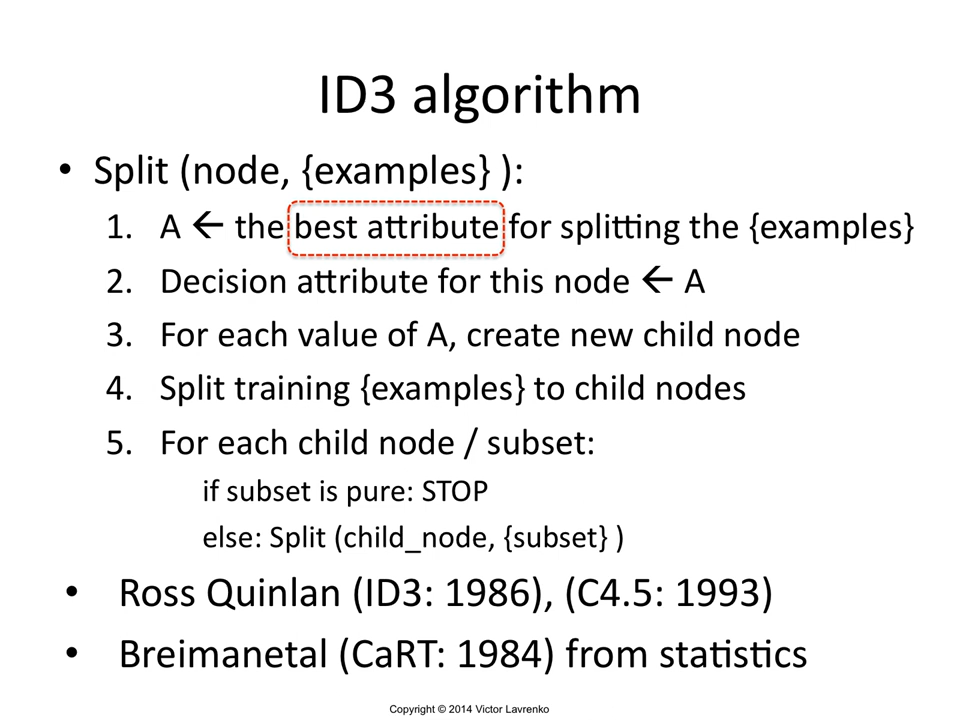 ID3 algorithm
• Split (node, {examples} ):
1. A ← the best attribute for splitting the {examples}
2. Decision attribute for this node ← A
3. For each value of A, create new child node
4. Split training {examples} to child nodes
5. For each child node / subset:
if subset is pure: STOP
else: Split (child_node, {subset} )
• Ross Quinlan (ID3: 1986), (C4.5: 1993)
• Breimanetal (CaRT: 1984) from statistics
Copyright © 2014 Victor Lavrenko